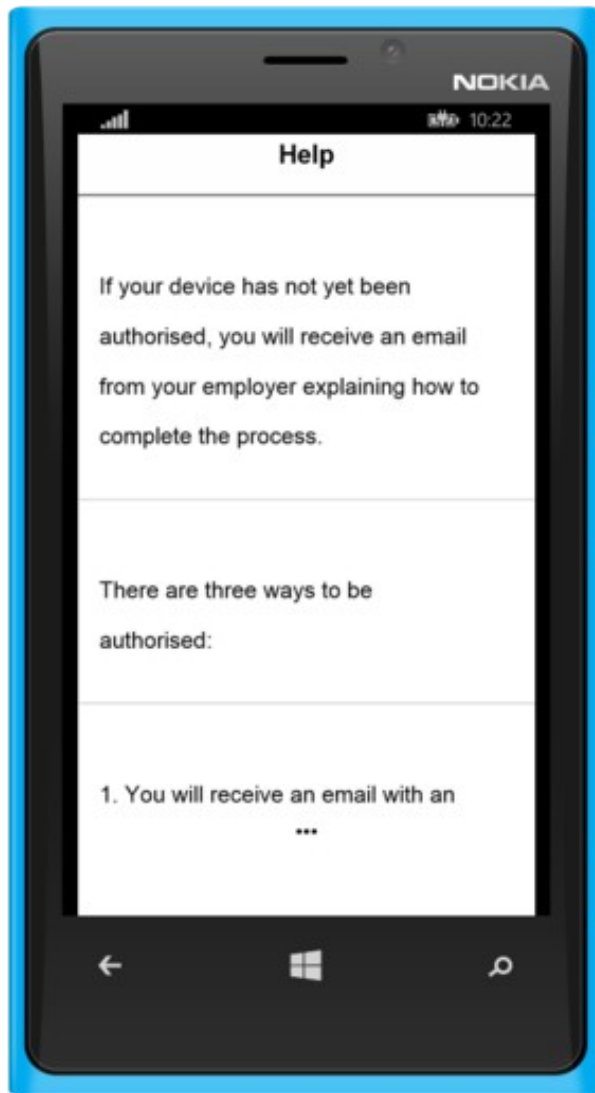 NOKIA
10:22
Help
If your device has not yet been
authorised, you will receive an email
from your employer explaining how to
complete the process.
There are three ways to be
authorised:
1. You will receive an email with an
...